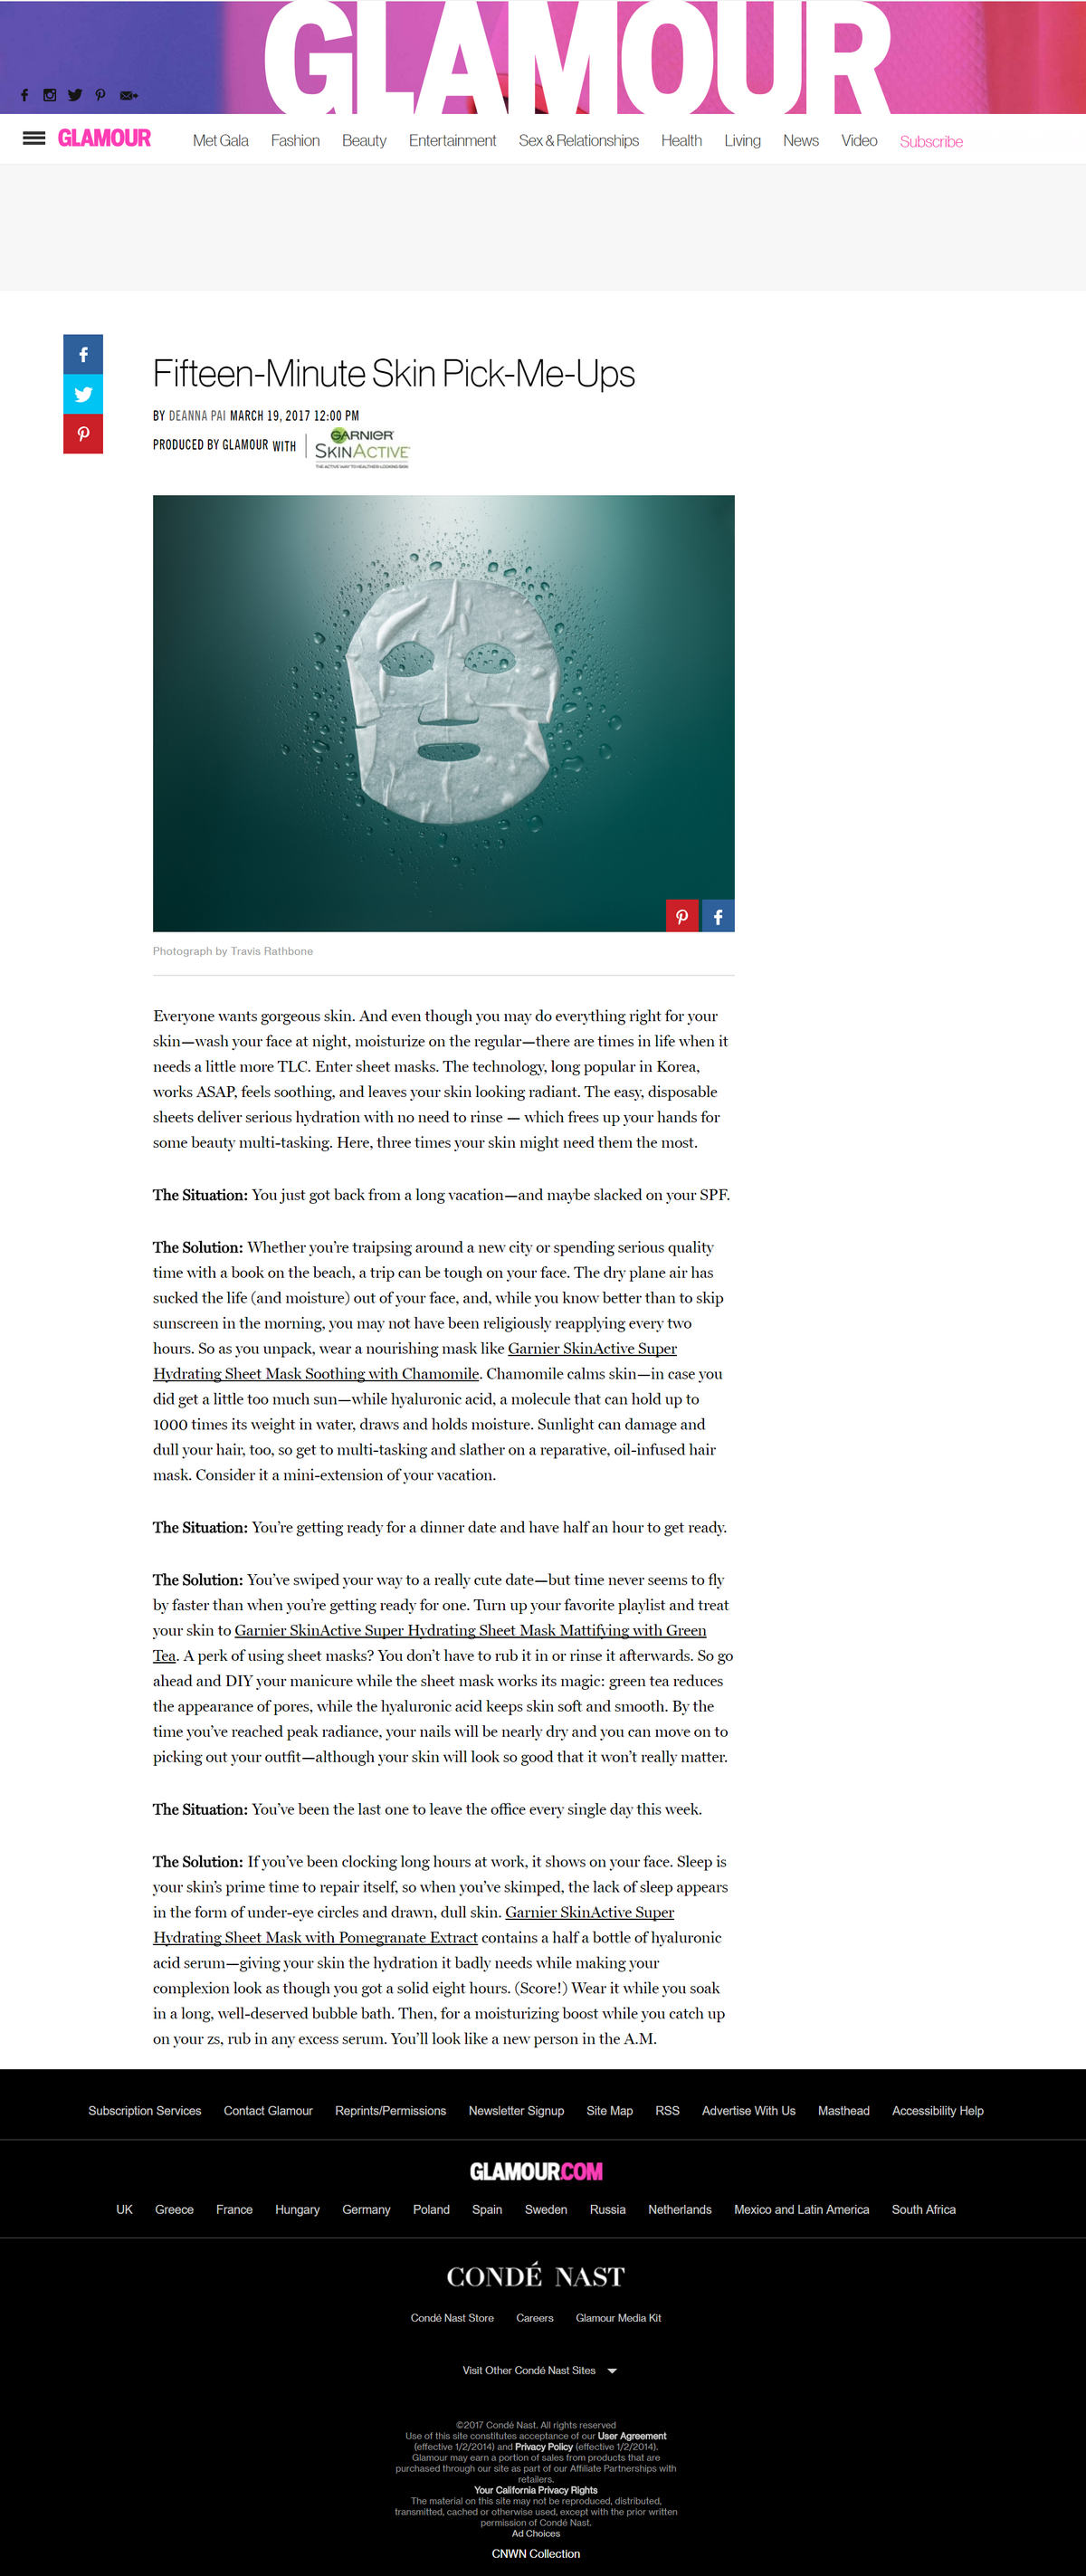 GLAMOUR
GLAMOUR
Met Gala Fashion Beauty Entertainment Sex & Relationships Health Living News Video Subscribe
Fifteen-Minute Skin Pick-Me-Ups
BY DEANNA PAI MARCH 19, 2017 12:00 PM
PRODUCED BY GLAMOUR WITH
GARNIER
SKINACTIVE
THE ACTIVE WAY TO HEALTHIER-LOOKING SKIN
Photograph by Travis Rathbone
Everyone wants gorgeous skin. And even though you may do everything right for your
skin—wash your face at night, moisturize on the regular—there are times in life when it
needs a little more TLC. Enter sheet masks. The technology, long popular in Korea,
works ASAP, feels soothing, and leaves your skin looking radiant. The easy, disposable
sheets deliver serious hydration with no need to rinse — which frees up your hands for
some beauty multi-tasking. Here, three times your skin might need them the most.
The Situation: You just got back from a long vacation—and maybe slacked on your SPF.
The Solution: Whether you're traipsing around a new city or spending serious quality
time with a book on the beach, a trip can be tough on your face. The dry plane air has
sucked the life (and moisture) out of your face, and, while you know better than to skip
sunscreen in the morning, you may not have been religiously reapplying every two
hours. So as you unpack, wear a nourishing mask like Garnier SkinActive Super
Hydrating Sheet Mask Soothing with Chamomile. Chamomile calms skin—in case you
did get a little too much sun—while hyaluronic acid, a molecule that can hold up to
1000 times its weight in water, draws and holds moisture. Sunlight can damage and
dull your hair, too, so get to multi-tasking and slather on a reparative, oil-infused hair
mask. Consider it a mini-extension of your vacation.
The Situation: You're getting ready for a dinner date and have half an hour to get ready.
The Solution: You've swiped your way to a really cute date—but time never seems to fly
by faster than when you're getting ready for one. Turn up your favorite playlist and treat
your skin to Garnier SkinActive Super Hydrating Sheet Mask Mattifying with Green
Tea. A perk of using sheet masks? You don't have to rub it in or rinse it afterwards. So go
ahead and DIY your manicure while the sheet mask works its magic: green tea reduces
the appearance of pores, while the hyaluronic acid keeps skin soft and smooth. By the
time you've reached peak radiance, your nails will be nearly dry and you can move on to
picking out your outfit—although your skin will look so good that it won't really matter.
The Situation: You've been the last one to leave the office every single day this week.
The Solution: If you've been clocking long hours at work, it shows on your face. Sleep is
your skin's prime time to repair itself, so when you've skimped, the lack of sleep appears
in the form of under-eye circles and drawn, dull skin. Garnier SkinActive Super
Hydrating Sheet Mask with Pomegranate Extract contains a half a bottle of hyaluronic
acid serum—giving your skin the hydration it badly needs while making your
complexion look as though you got a solid eight hours. (Score!) Wear it while you soak
in a long, well-deserved bubble bath. Then, for a moisturizing boost while you catch up
on your zs, rub in any excess serum. You'll look like a new person in the A.M.
Subscription Services Contact Glamour Reprints/Permissions Newsletter Signup Site Map RSS Advertise With Us Masthead Accessibility Help
GLAMOUR.COM
UK Greece France Hungary Germany Poland Spain Sweden Russia Netherlands Mexico and Latin America South Africa
CONDÉ NAST
Condé Nast Store Careers Glamour Media Kit
Visit Other Condé Nast Sites
©2017 Condé Nast. All rights reserved
Use of this site constitutes acceptance of our User Agreement
(effective 1/2/2014) and Privacy Policy (effective 1/2/2014).
Glamour may earn a portion of sales from products that are
purchased through our site as part of our Affiliate Partnerships with
retailers.
Your California Privacy Rights
The material on this site may not be reproduced, distributed,
transmitted, cached or otherwise used, except with the prior written
permission of Condé Nast.
Ad Choices
CNWN Collection